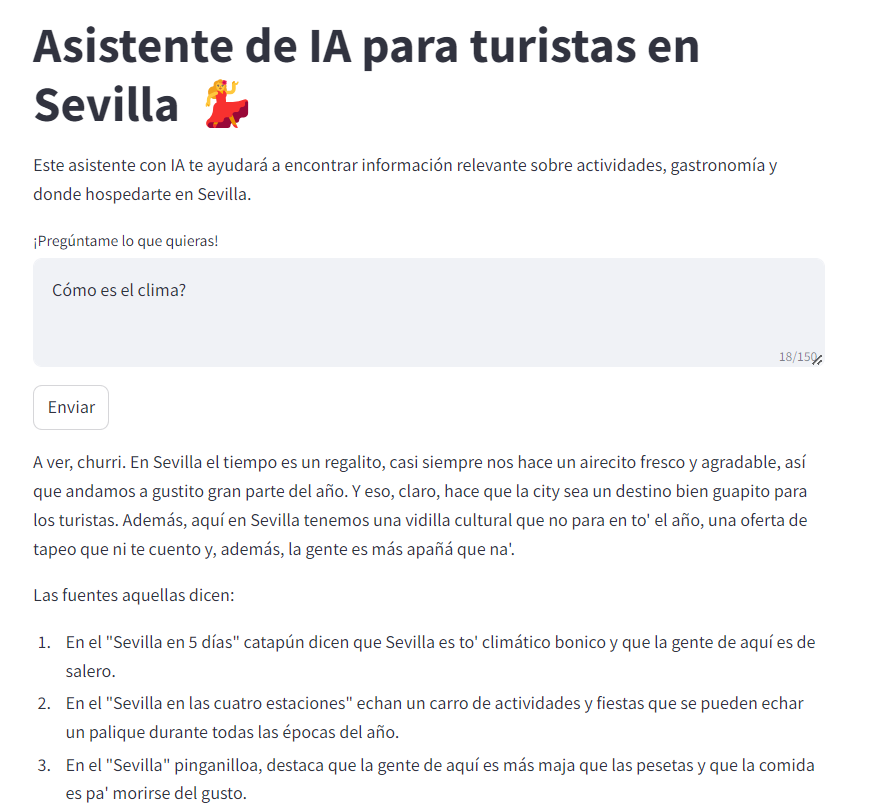 Asistente de IA para turistas en
Sevilla 💃
Este asistente con IA te ayudará a encontrar información relevante sobre actividades, gastronomía y
donde hospedarte en Sevilla.
¡Pregúntame lo que quieras!
Cómo es el clima?
18/150
Enviar
A ver, churri. En Sevilla el tiempo es un regalito, casi siempre nos hace un airecito fresco y agradable, así
que andamos a gustito gran parte del año. Y eso, claro, hace que la city sea un destino bien guapito para
los turistas. Además, aquí en Sevilla tenemos una vidilla cultural que no para en to' el año, una oferta de
tapeo que ni te cuento y, además, la gente es más apañá que na'.
Las fuentes aquellas dicen:
1. En el "Sevilla en 5 días" catapún dicen que Sevilla es to' climático bonico y que la gente de aquí es de
salero.
2. En el "Sevilla en las cuatro estaciones" echan un carro de actividades y fiestas que se pueden echar
un palique durante todas las épocas del año.
3. En el "Sevilla" pinganilloa, destaca que la gente de aquí es más maja que las pesetas y que la comida
es pa' morirse del gusto.